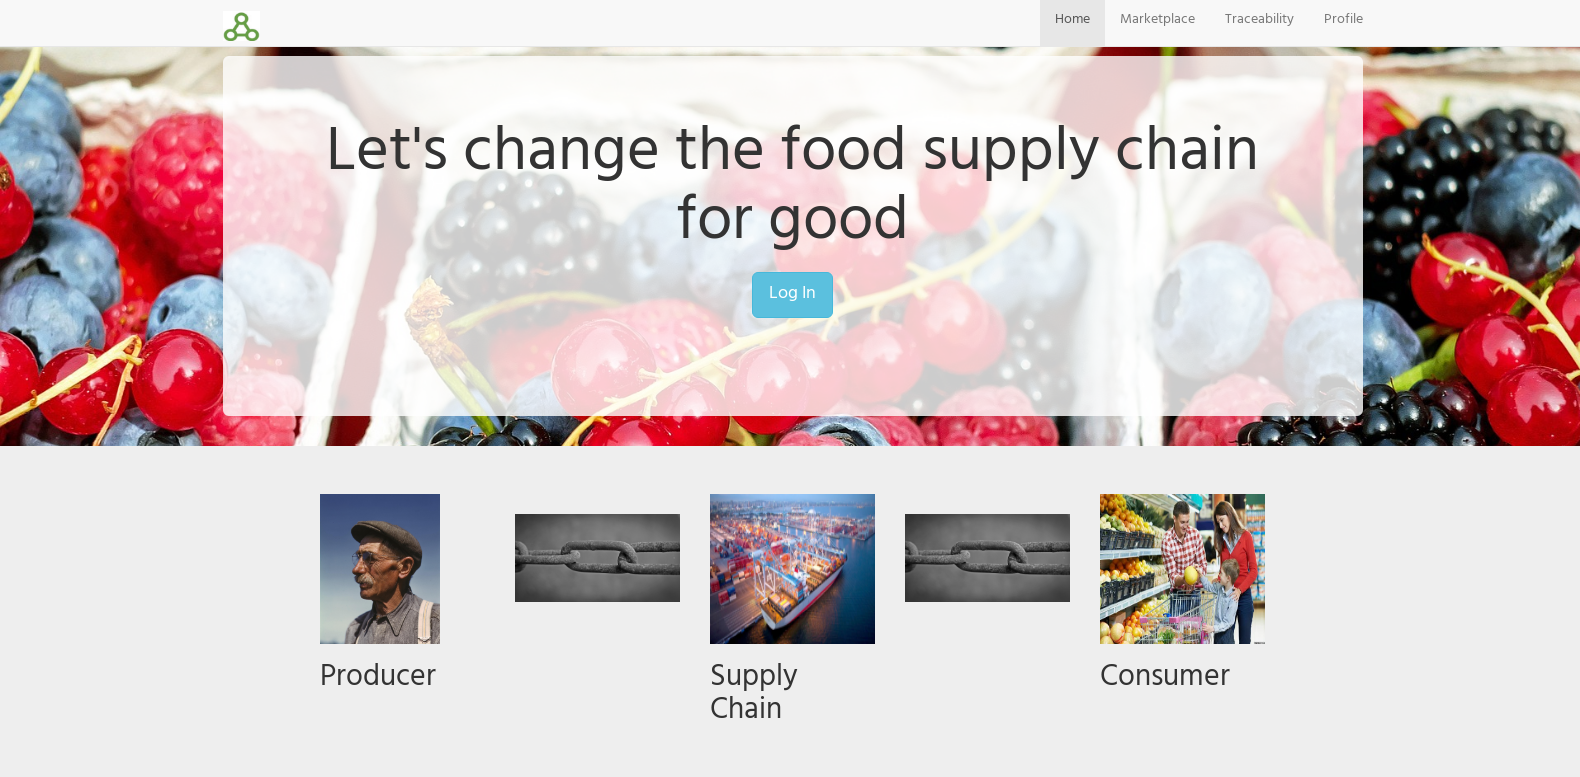 Home Marketplace Traceability Profile
Let's change the food supply chain
for good
Log In
Producer
Supply
Chain
Consumer